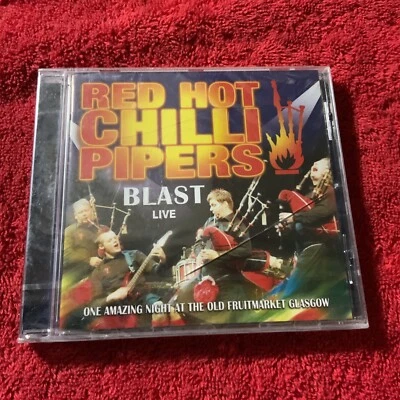 RED HOT
CHILLI
PIPERS
BLAST
LIVE
ONE AMAZING NIGHT AT THE OLD FRUITMARKET GLASGOW